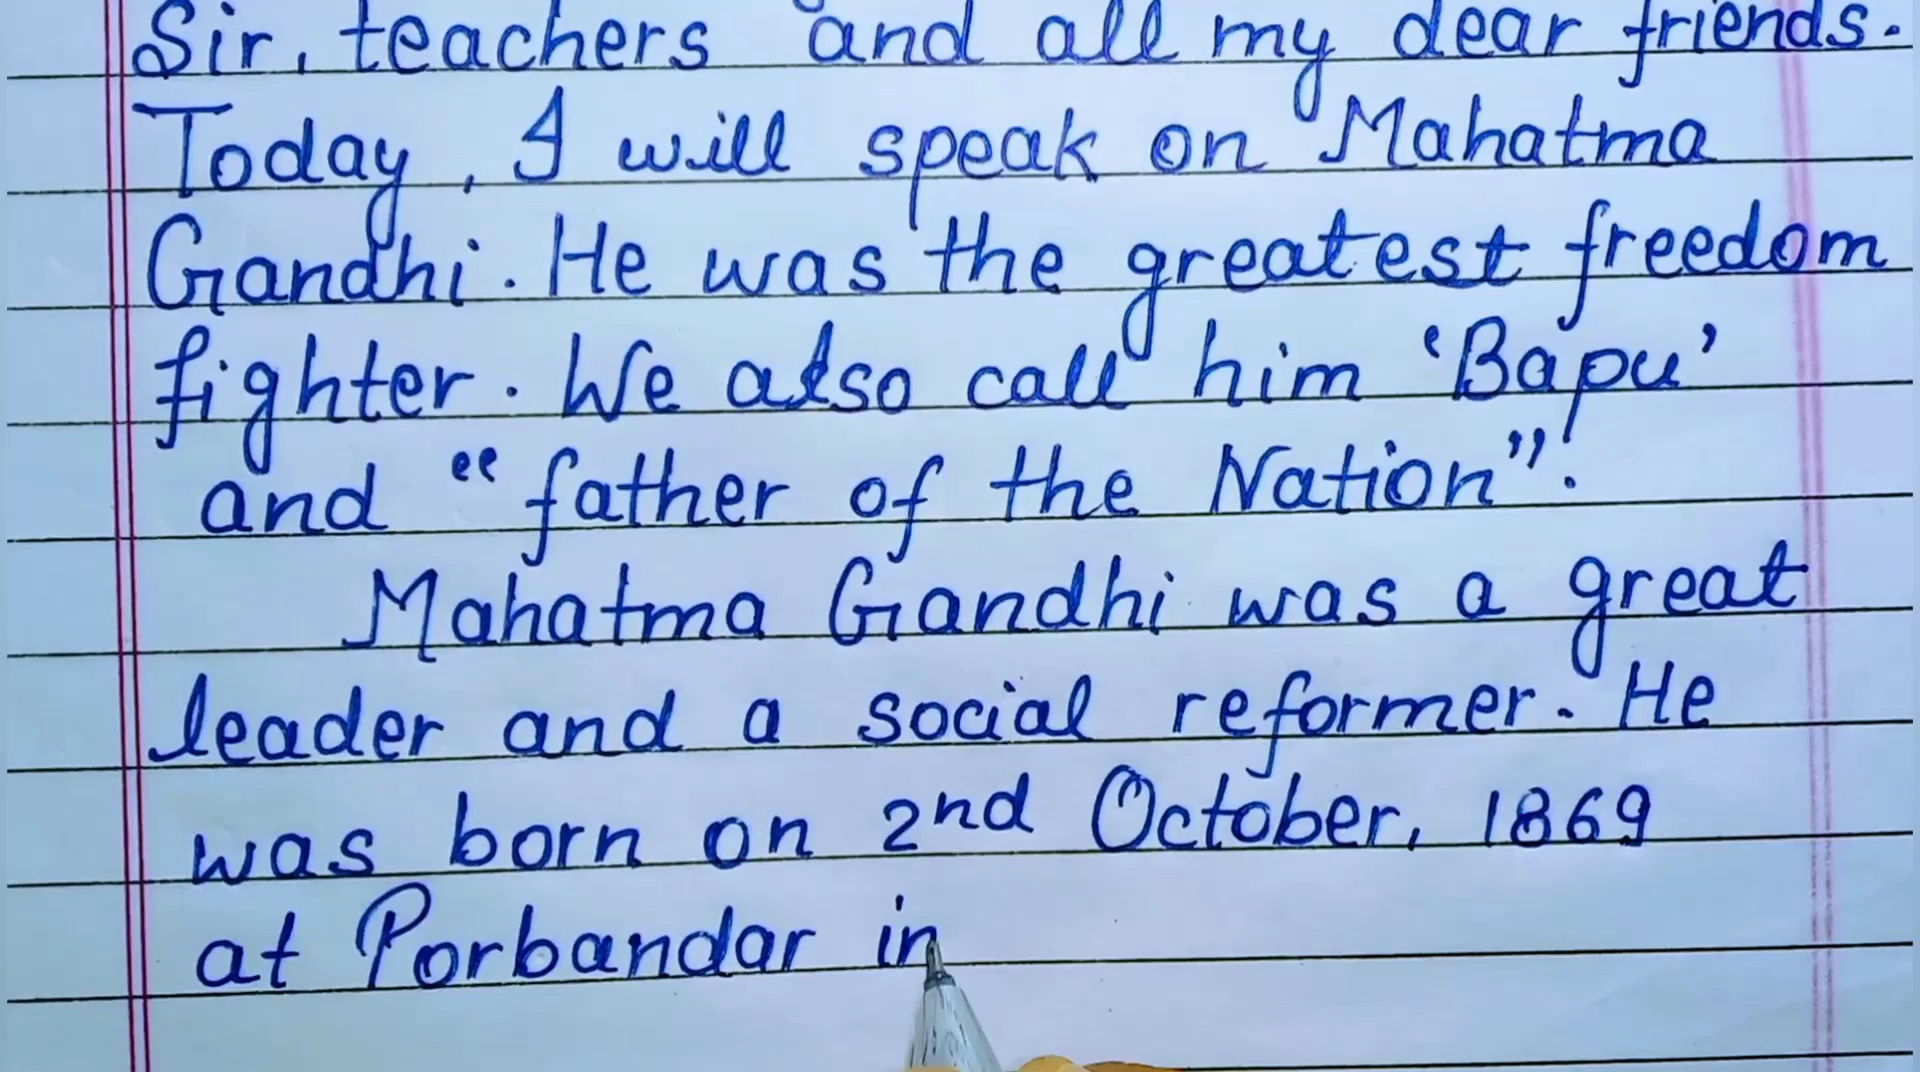 Sir, teachers and all my dear friends.
Today, I will speak on Mahatma
Gandhi. He was the greatest freedom
fighter. We also call him 'Bapu'
and "father of the Nation".
Mahatma Gandhi was a great
leader and a social reformer. He
was born on 2nd October, 1869
at Porbandar in